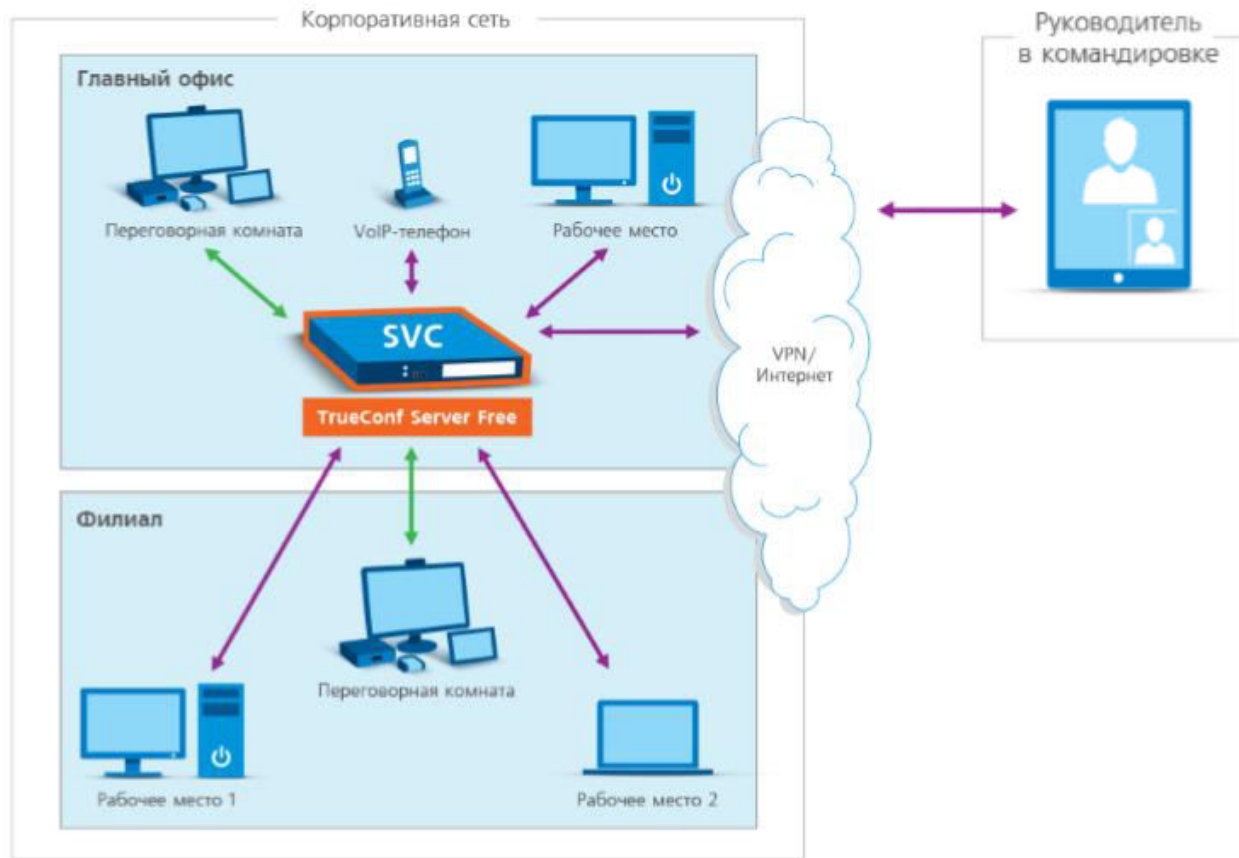 Корпоративная сеть
Руководитель
в командировке
Главный офис
Переговорная комната
VoIP-телефон
Рабочее место
SVC
VPN/
Интернет
TrueConf Server Free
Филиал
Переговорная комната
Рабочее место 1
Рабочее место 2